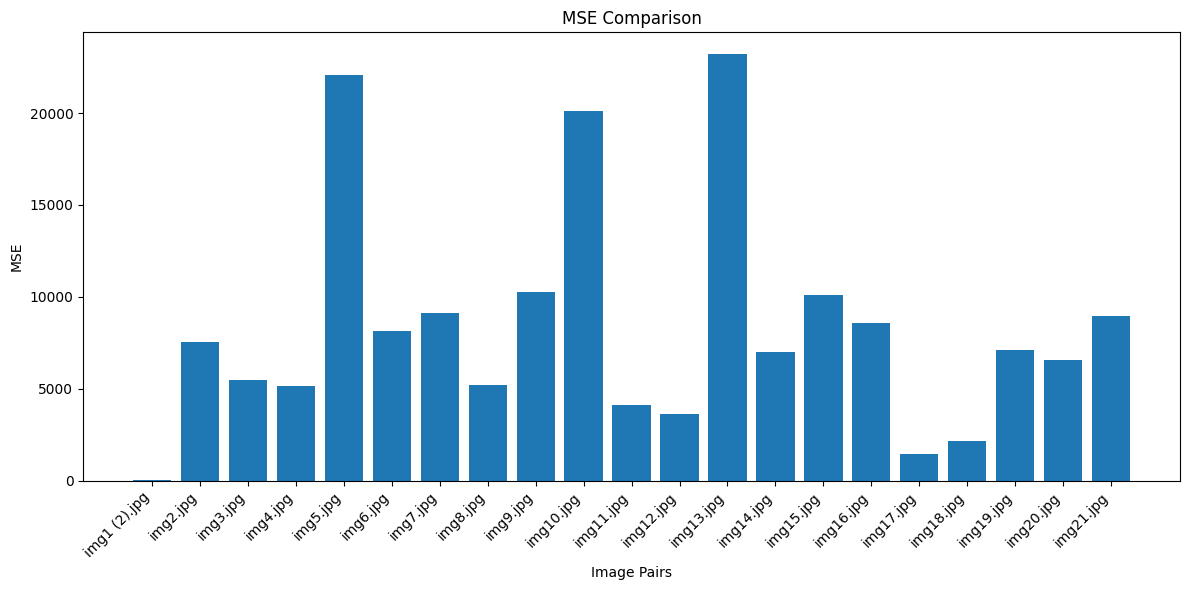 MSE Comparison
MSE
20000
15000
10000
5000
0
img1 (2).jpg
img2.jpg
img3.jpg
img4.jpg
img5.jpg
img6.jpg
img7.jpg
img8.jpg
img9.jpg
img10.jpg
img11.jpg
img12.jpg
img13.jpg
img14.jpg
img15.jpg
img16.jpg
img17.jpg
img18.jpg
img19.jpg
img20.jpg
img21.jpg
Image Pairs